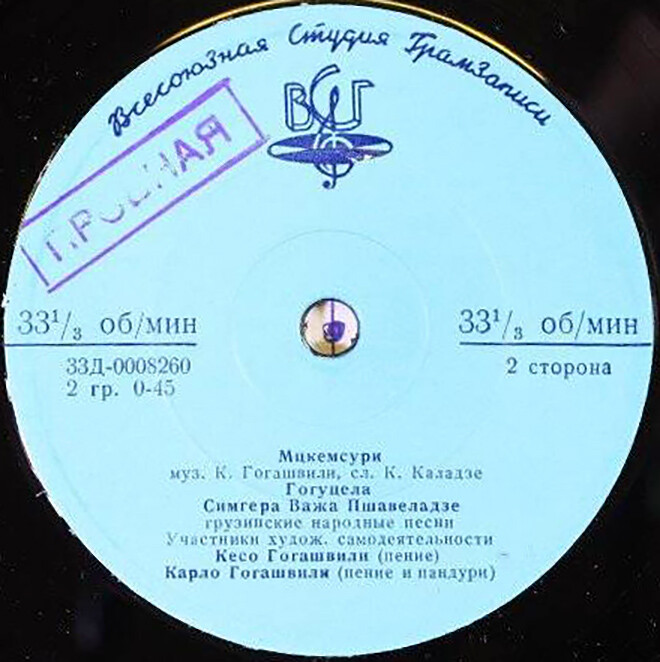 Всесоюзная Студия Грамзаписи
ВСГ
33¹/₃ об/мин
33¹/₃ об/мин
33Д-0008260
2 гр. 0-45
2 сторона
Мцкемсури
муз. К. Гогашвили, сл. К. Каладзе
Гогуцела
Симгера Важа Пшавеладзе
грузинские народные песни
Участники худож. самодеятельности
Кесо Гогашвили (пение)
Карло Гогашвили (пение и пандури)